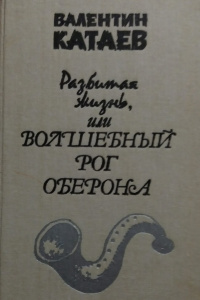 ВАЛЕНТИН
КАТАЕВ
Разбитая
жизнь,
или
ВОЛШЕБНЫЙ
РОГ
ОБЕРОНА